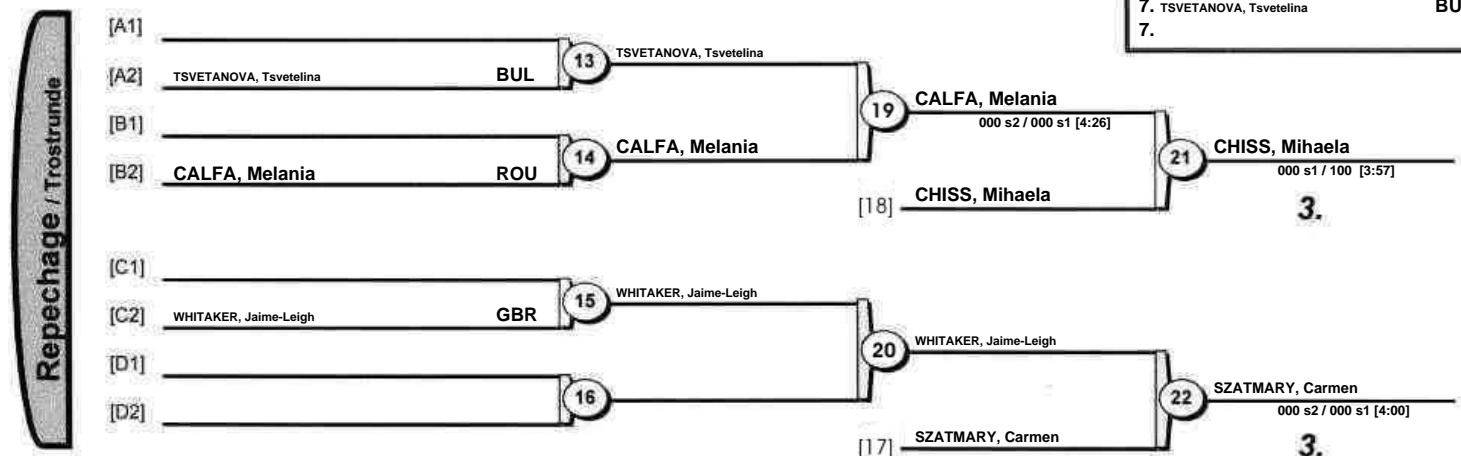 7. TSVETANOVA, Tsvetelina BU
7.
Repechage / Trostrunde
[A1]
[A2] TSVETANOVA, Tsvetelina BUL
13 TSVETANOVA, Tsvetelina
[B1]
[B2] CALFA, Melania ROU
14 CALFA, Melania
19 CALFA, Melania
000 s2 / 000 s1 [4:26]
[18] CHISS, Mihaela
21 CHISS, Mihaela
000 s1 / 100 [3:57]
3.
[C1]
[C2] WHITAKER, Jaime-Leigh GBR
15 WHITAKER, Jaime-Leigh
[D1]
[D2]
16
20 WHITAKER, Jaime-Leigh
[17] SZATMARY, Carmen
22 SZATMARY, Carmen
000 s2 / 000 s1 [4:00]
3.